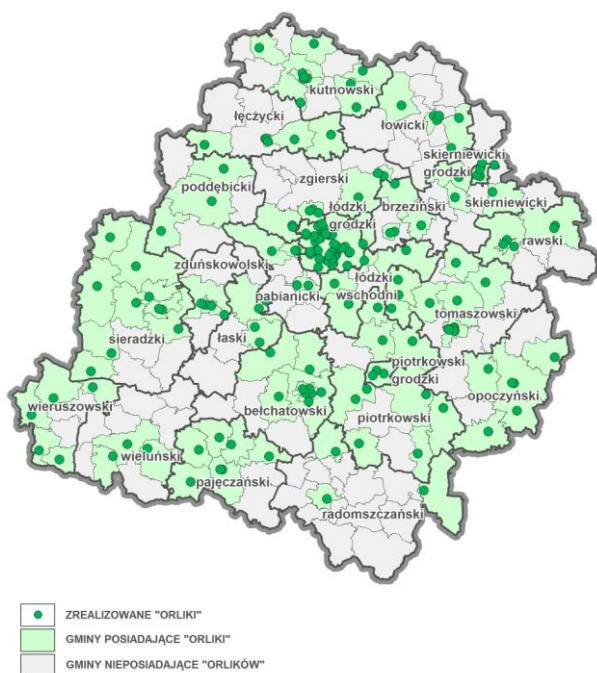 kutnowski
łęczycki
łowicki
skierniewicki
grodzki
zgierski
poddębicki
łódzki
grodzki
brzeziński
skierniewicki
rawski
zduńskowolski
łódzki
wschodni
pabianicki
tomaszowski
sieradzki
łaski
piotrkowski
grodzki
wieruszowski
bełchatowski
opoczyński
piotrkowski
wieluński
pajęczański
radomszczański
ZREALIZOWANE "ORLIKI"
GMINY POSIADAJĄCE "ORLIKI"
GMINY NIEPOSIADAJĄCE "ORLIKÓW"